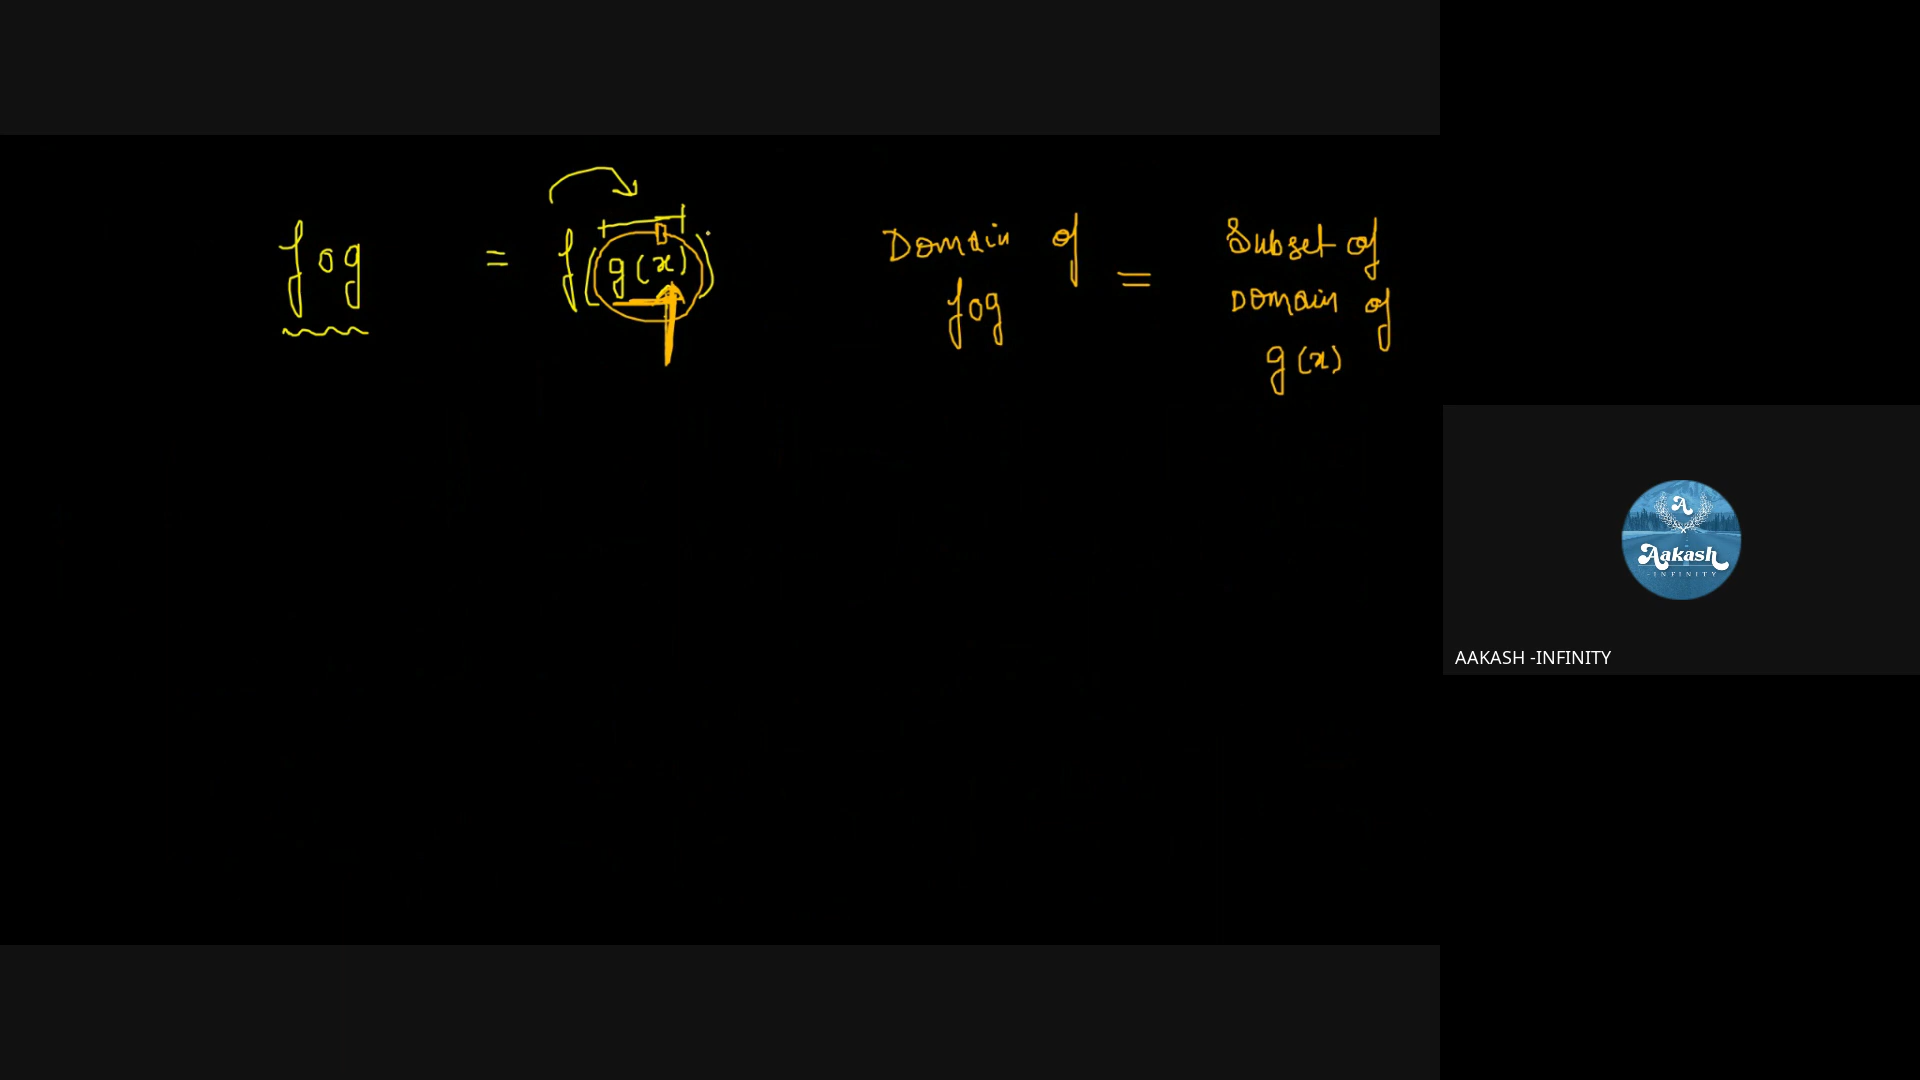 fog = f(g(x))
Domain of
fog
=
Subset of
Domain of
g(x)
A
Aakash
INFINITY
AAKASH -INFINITY